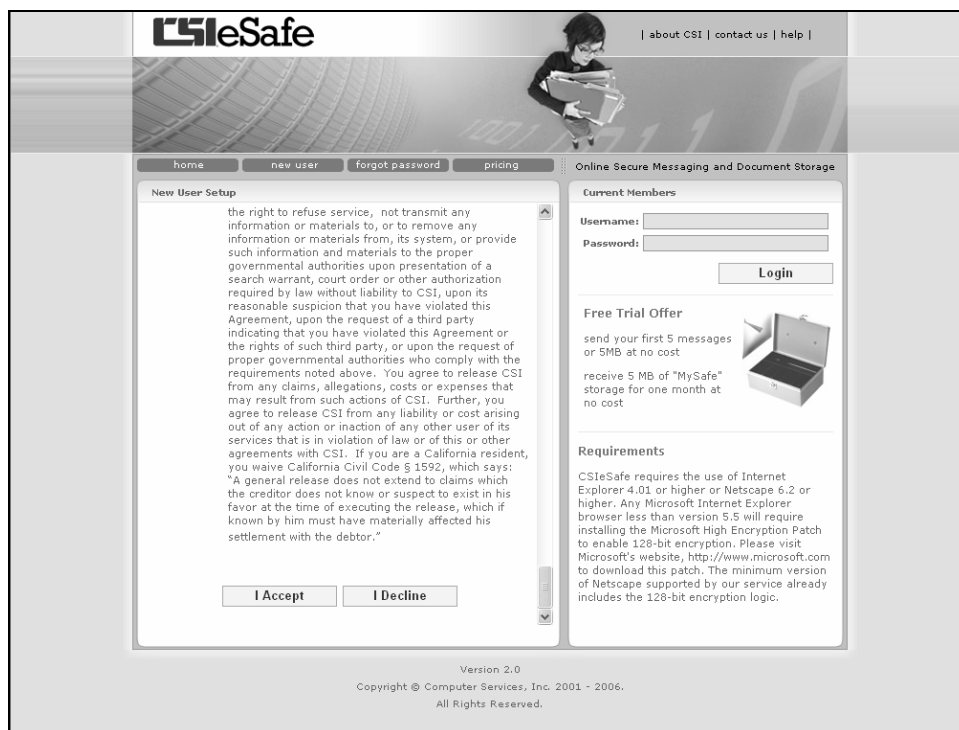 CSIeSafe
| about CSI | contact us | help |
home
new user
forgot password
pricing
Online Secure Messaging and Document Storage
New User Setup
the right to refuse service, not transmit any
information or materials to, or to remove any
information or materials from, its system, or provide
such information and materials to the proper
governmental authorities upon presentation of a
search warrant, court order or other authorization
required by law without liability to CSI, upon its
reasonable suspicion that you have violated this
Agreement, upon the request of a third party
indicating that you have violated this Agreement or
the rights of such third party, or upon the request of
proper governmental authorities who comply with the
requirements noted above. You agree to release CSI
from any claims, allegations, costs or expenses that
may result from such actions of CSI. Further, you
agree to release CSI from any liability or cost arising
out of any action or inaction of any other user of its
services that is in violation of law or of this or other
agreements with CSI. If you are a California resident,
you waive California Civil Code § 1592, which says:
“A general release does not extend to claims which
the creditor does not know or suspect to exist in his
favor at the time of executing the release, which if
known by him must have materially affected his
settlement with the debtor.”
I Accept
I Decline
Current Members
Username:
Password:
Login
Free Trial Offer
send your first 5 messages
or 5MB at no cost
receive 5 MB of "MySafe"
storage for one month at
no cost
Requirements
CSIeSafe requires the use of Internet
Explorer 4.01 or higher or Netscape 6.2 or
higher. Any Microsoft Internet Explorer
browser less than version 5.5 will require
installing the Microsoft High Encryption Patch
to enable 128-bit encryption. Please visit
Microsoft's website, http://www.microsoft.com
to download this patch. The minimum version
of Netscape supported by our service already
includes the 128-bit encryption logic.
Version 2.0
Copyright © Computer Services, Inc. 2001 - 2006.
All Rights Reserved.